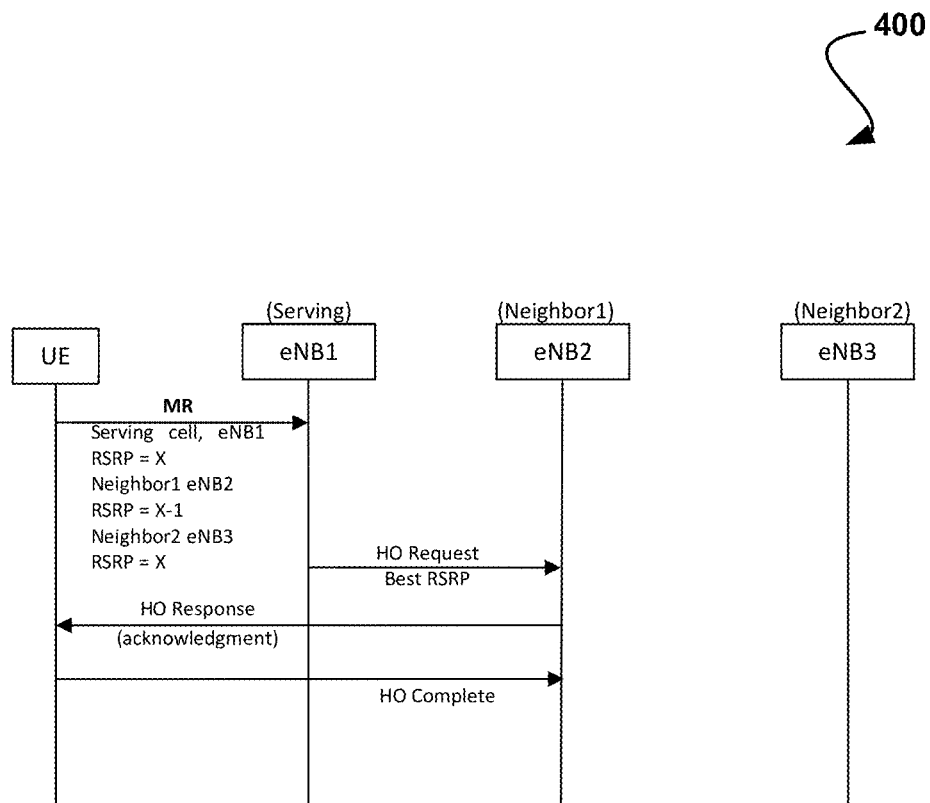 400
(Serving)
(Neighbor1)
(Neighbor2)
UE
eNB1
eNB2
eNB3
MR
Serving cell, eNB1
RSRP = X
Neighbor1 eNB2
RSRP = X-1
Neighbor2 eNB3
RSRP = X
HO Request
Best RSRP
HO Response
(acknowledgment)
HO Complete